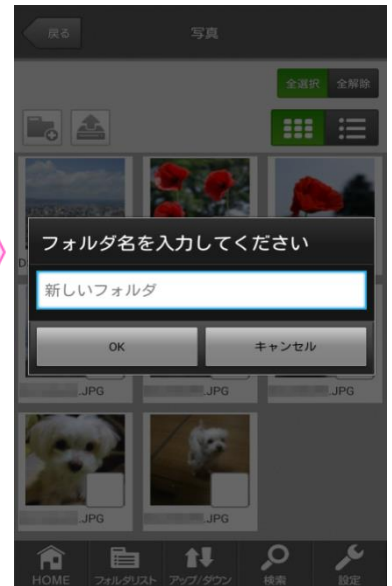 戻る
写真
全選択 全解除
D
フォルダ名を入力してください
新しいフォルダ
OK キャンセル
.JPG .JPG .JPG
.JPG .JPG
HOME フォルダリスト アップ/ダウン 検索 設定